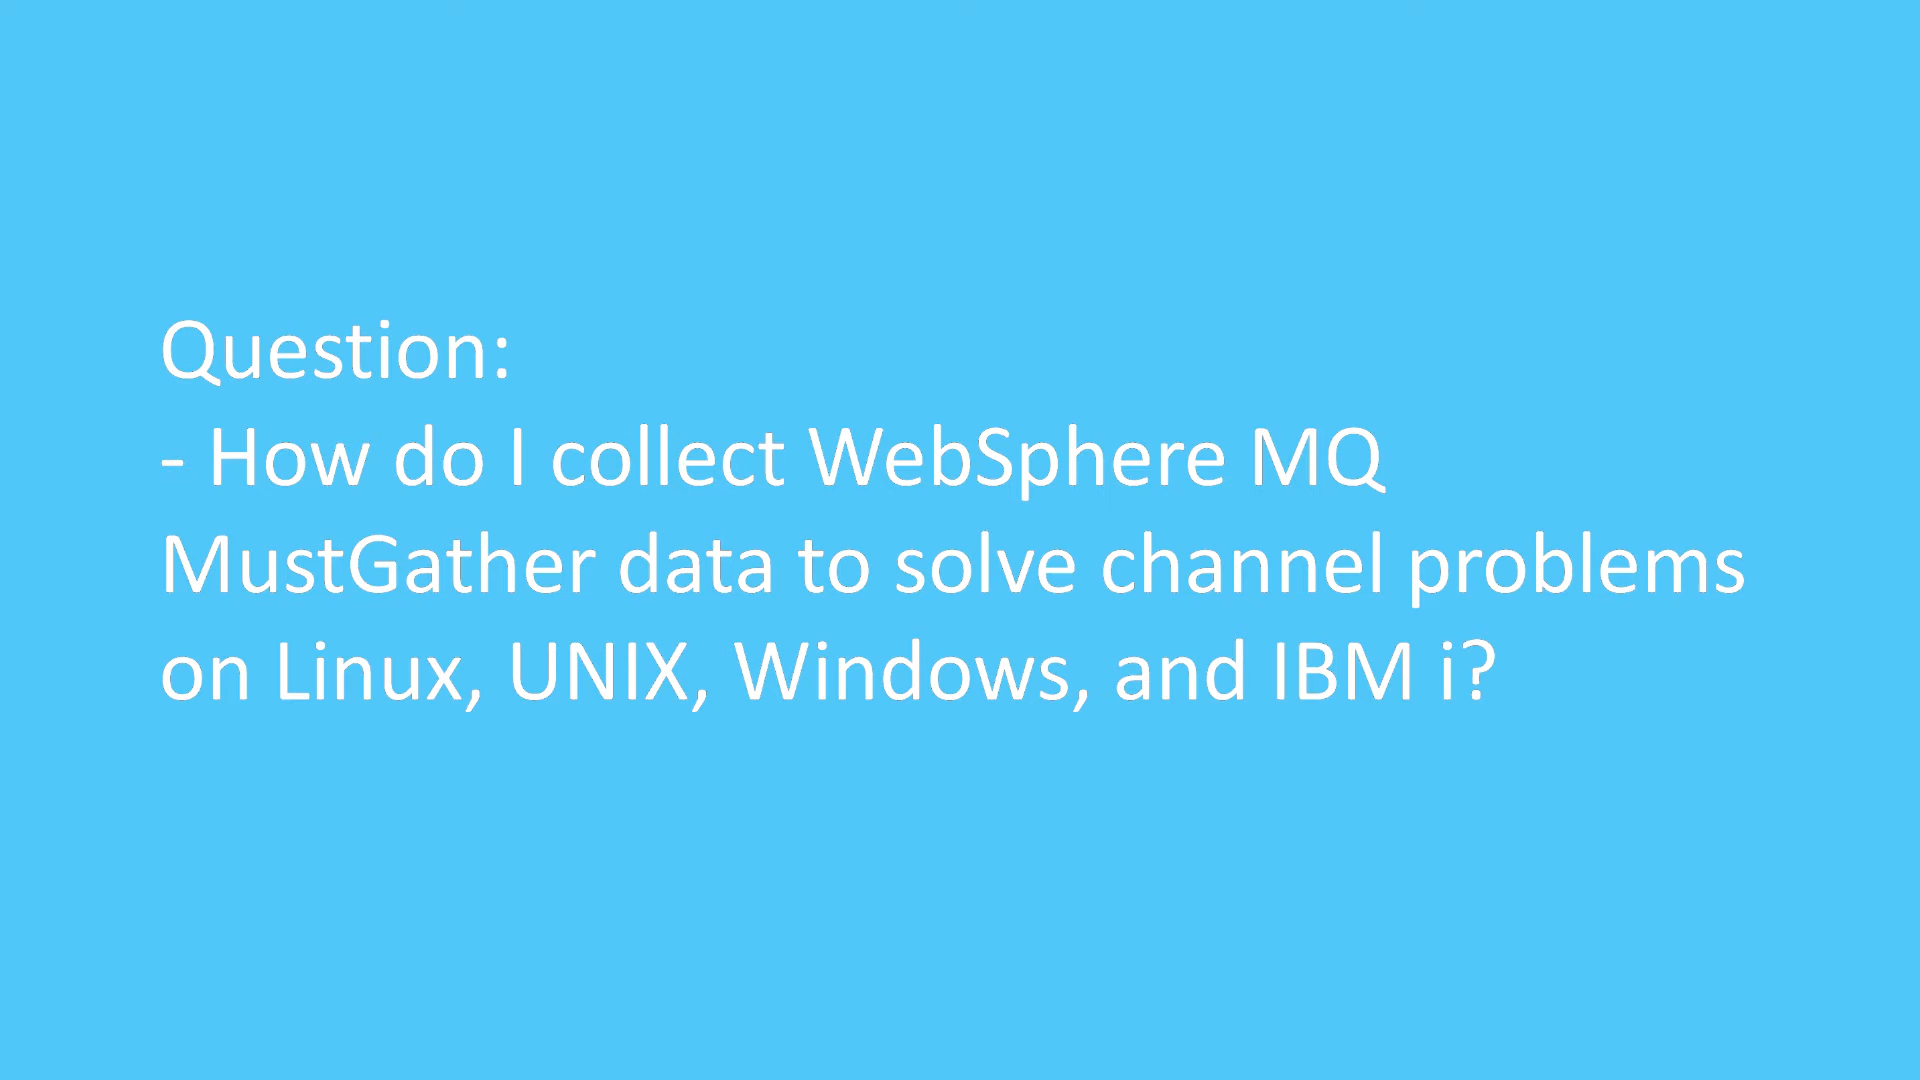 Question:
- How do I collect WebSphere MQ
MustGather data to solve channel problems
on Linux, UNIX, Windows, and IBM i?